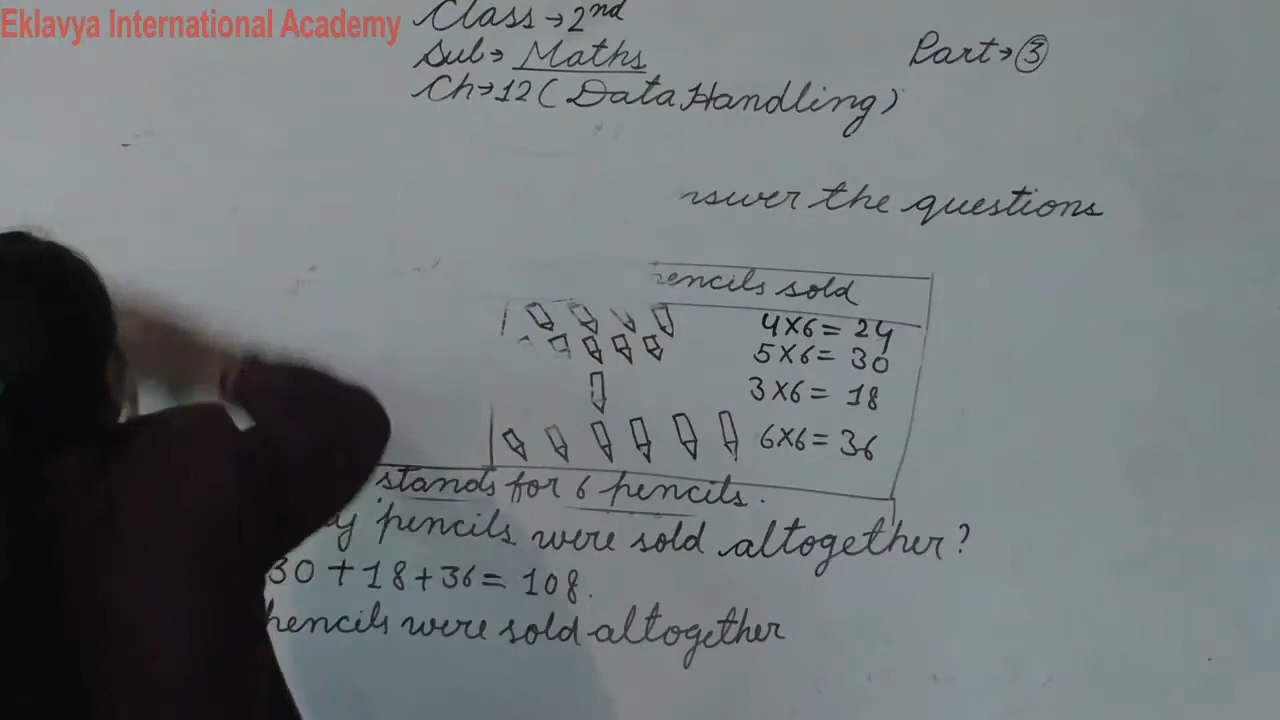 Eklavya International Academy
Class → 2nd
Sub → Maths
Part → 3
Ch → 12 (Data Handling)
nswer the questions
encils sold
4×6 = 24
5×6 = 30
3×6 = 18
6×6 = 36
stands for 6 pencils.
y pencils were sold altogether?
30 + 18 + 36 = 108.
pencils were sold altogether